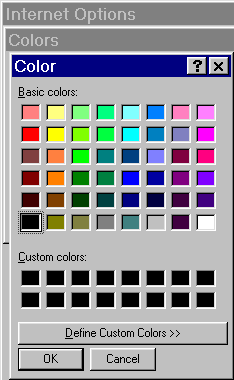 Internet Options
Colors
Color
Basic colors:
Custom colors:
Define Custom Colors >>
OK
Cancel